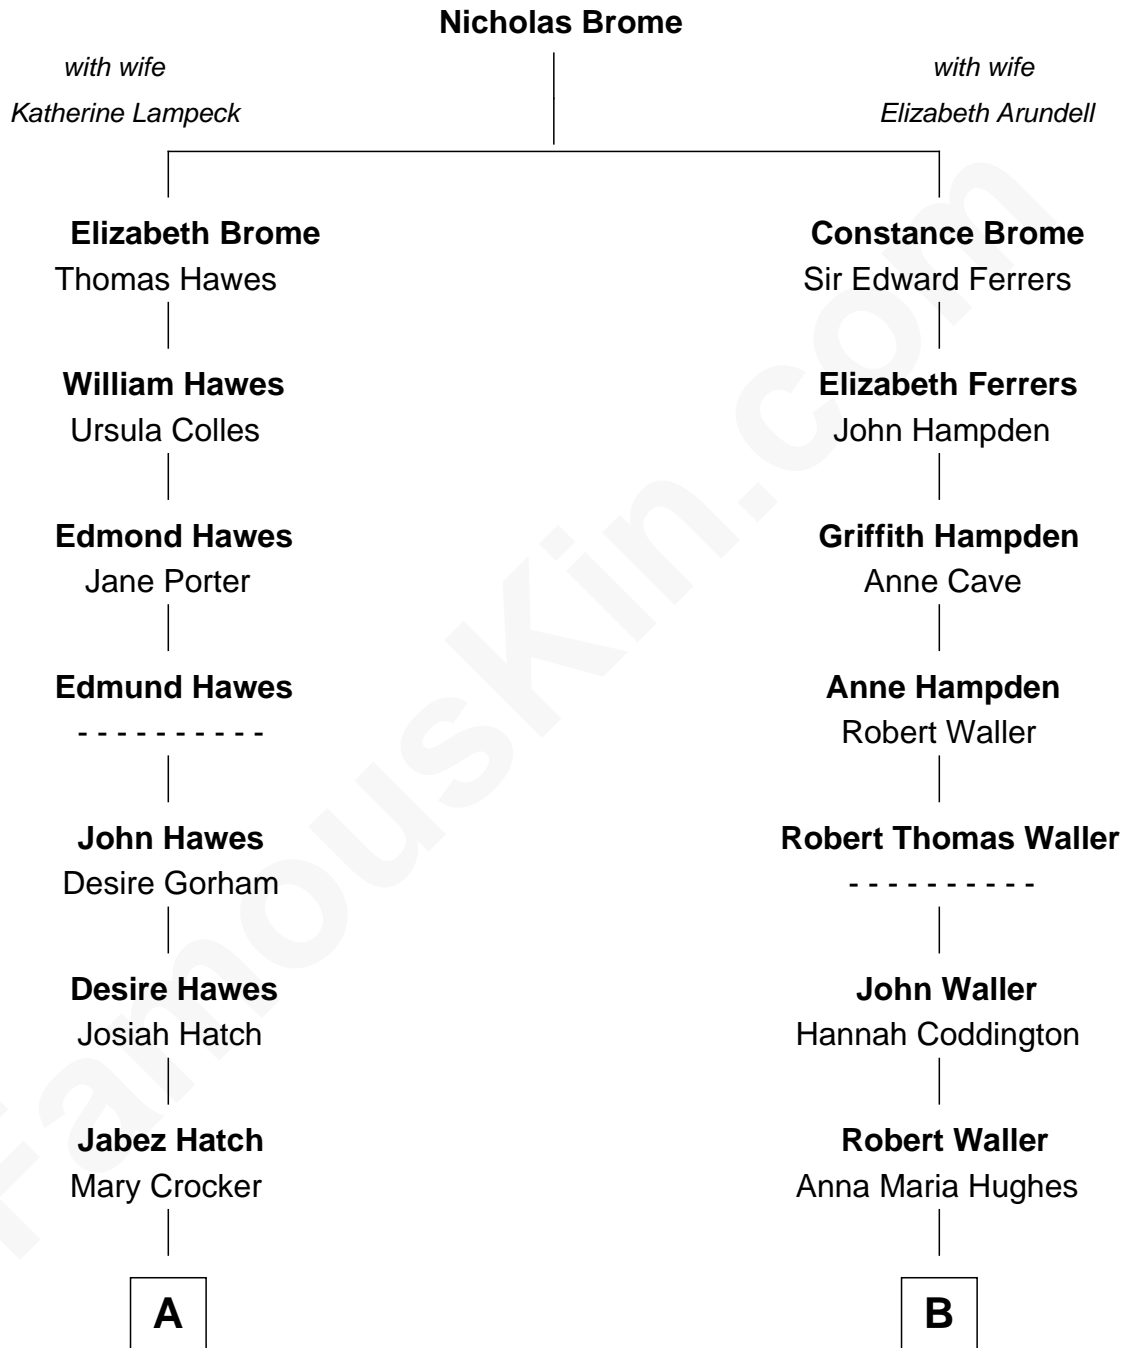 Nicholas Brome
with wife
Katherine Lampeck
with wife
Elizabeth Arundell
Elizabeth Brome
Thomas Hawes
Constance Brome
Sir Edward Ferrers
William Hawes
Ursula Colles
Elizabeth Ferrers
John Hampden
Edmond Hawes
Jane Porter
Griffith Hampden
Anne Cave
Edmund Hawes
- - - - - - - - - -
Anne Hampden
Robert Waller
John Hawes
Desire Gorham
Robert Thomas Waller
- - - - - - - - - -
Desire Hawes
Josiah Hatch
John Waller
Hannah Coddington
Jabez Hatch
Mary Crocker
Robert Waller
Anna Maria Hughes
A
B
FamousKin.com